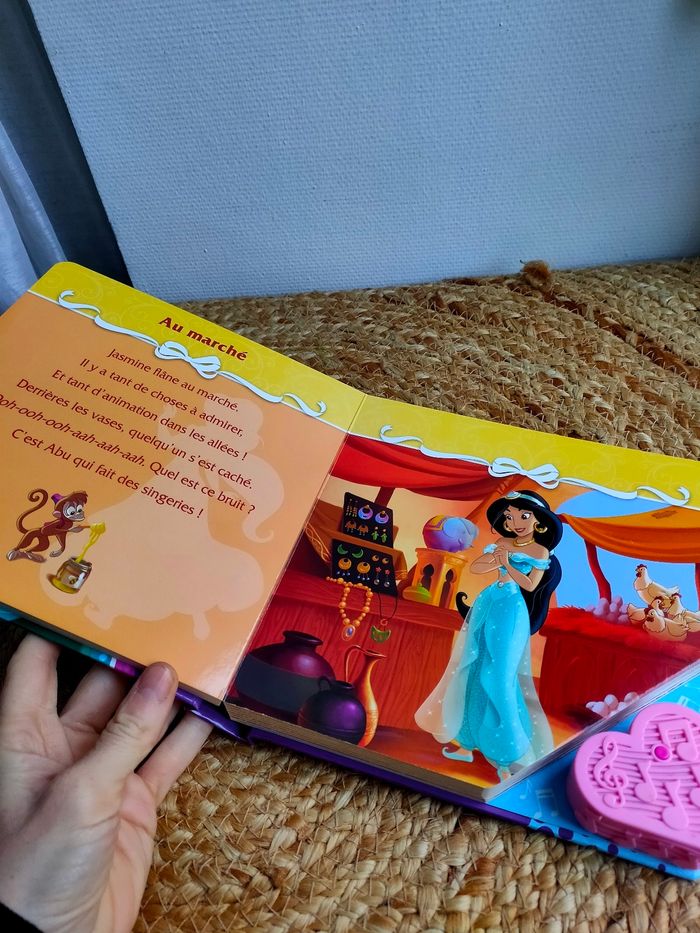 Au marché
Jasmine flâne au marché.
Il y a tant de choses à admirer,
Et tant d'animation dans les allées !
Derrières les vases, quelqu'un s'est caché.
Ooh-ooh-ooh-aah-aah-aah. Quel est ce bruit ?
C'est Abu qui fait des singeries !